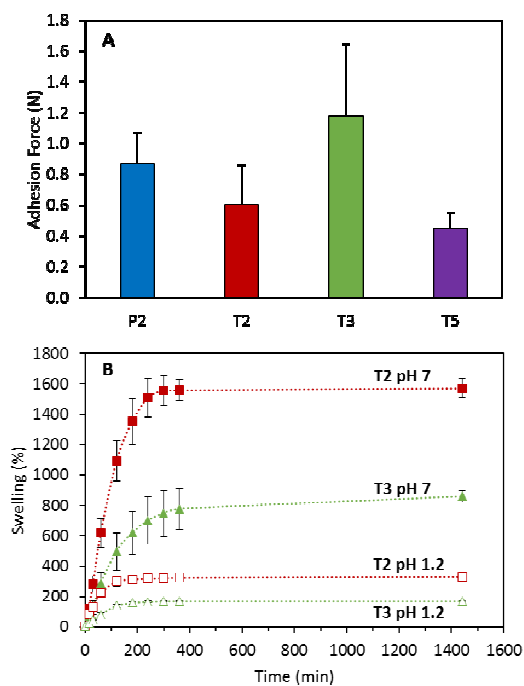 A
1.8
1.6
1.4
1.2
1.0
0.8
0.6
0.4
0.2
0.0
Adhesion Force (N)
P2 T2 T3 T5
B
1800
1600
1400
1200
1000
800
600
400
200
0
Swelling (%)
T2 pH 7
T3 pH 7
T2 pH 1.2
T3 pH 1.2
0 200 400 600 800 1000 1200 1400 1600
Time (min)